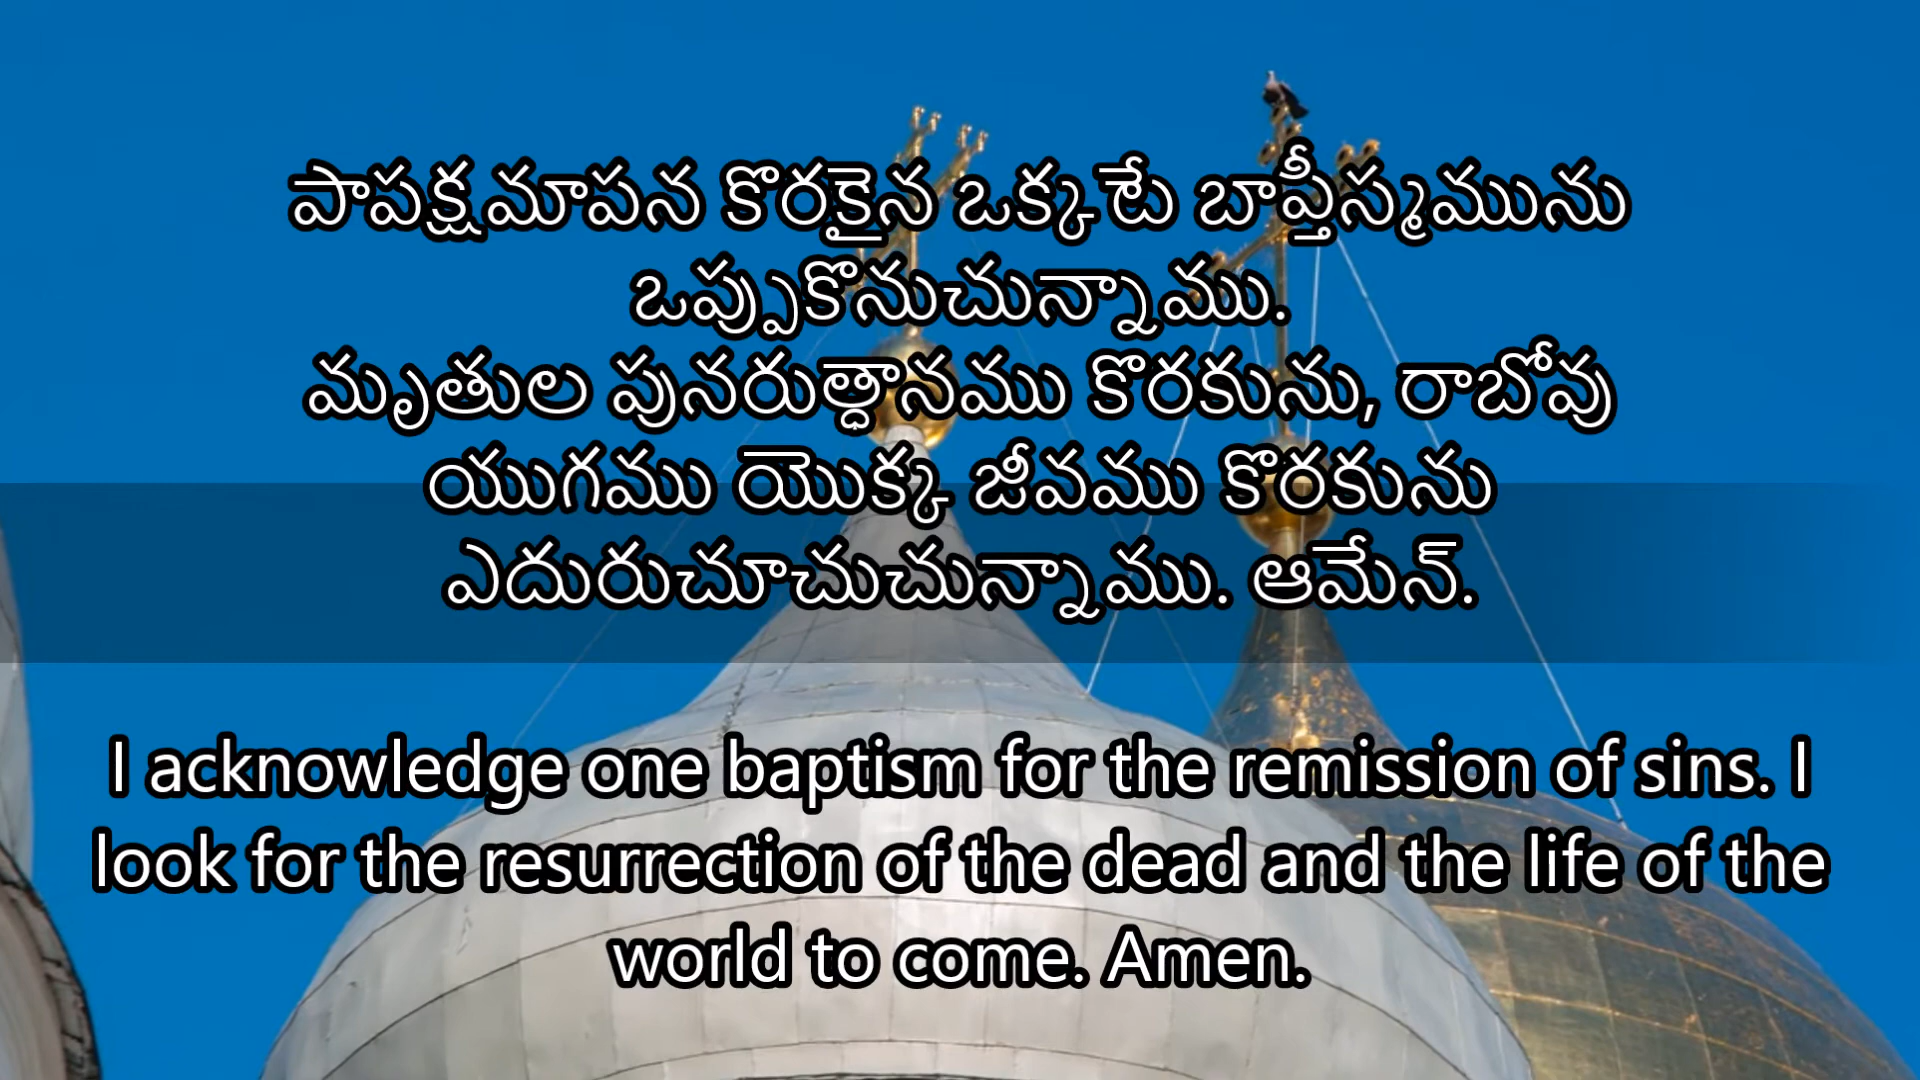 పాపక్షమాపన కొరకైన ఒక్కటే బాప్తీస్మమును
ఒప్పుకొనుచున్నాము.
మృతుల పునరుత్థానము కొరకును, రాబోవు
యుగము యొక్క జీవము కొరకును
ఎదురుచూచుచున్నాము. ఆమేన్.
I acknowledge one baptism for the remission of sins. I
look for the resurrection of the dead and the life of the
world to come. Amen.